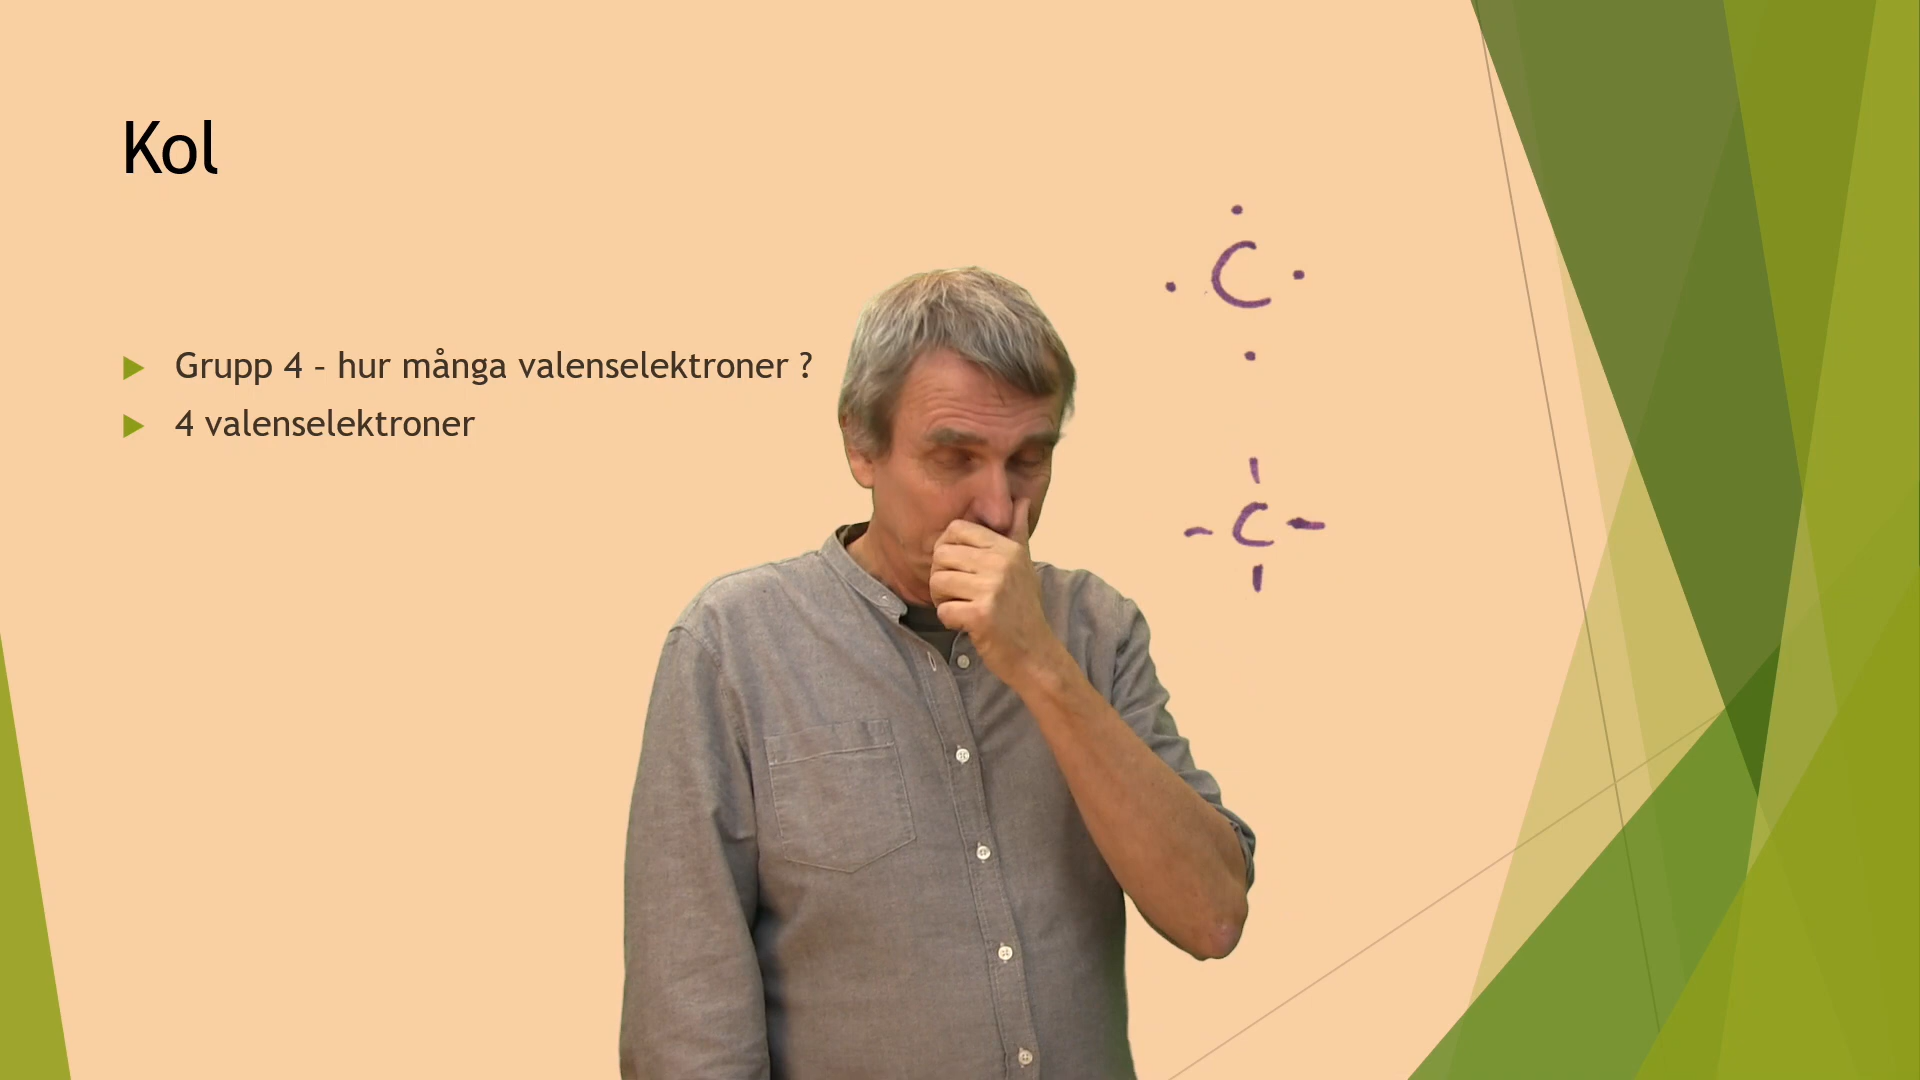 Kol
Grupp 4 – hur många valenselektroner ?
4 valenselektroner
C
C